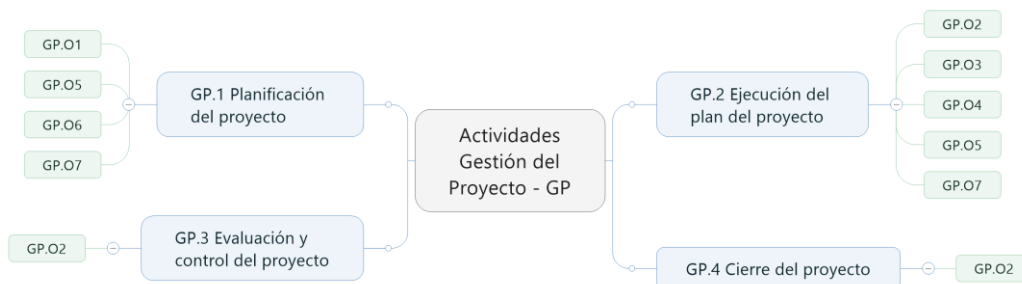 GP.O1
GP.O5
GP.O6
GP.O7
GP.1 Planificación
del proyecto
GP.O2
GP.3 Evaluación y
control del proyecto
Actividades
Gestión del
Proyecto - GP
GP.2 Ejecución del
plan del proyecto
GP.O2
GP.O3
GP.O4
GP.O5
GP.O7
GP.4 Cierre del proyecto
GP.O2